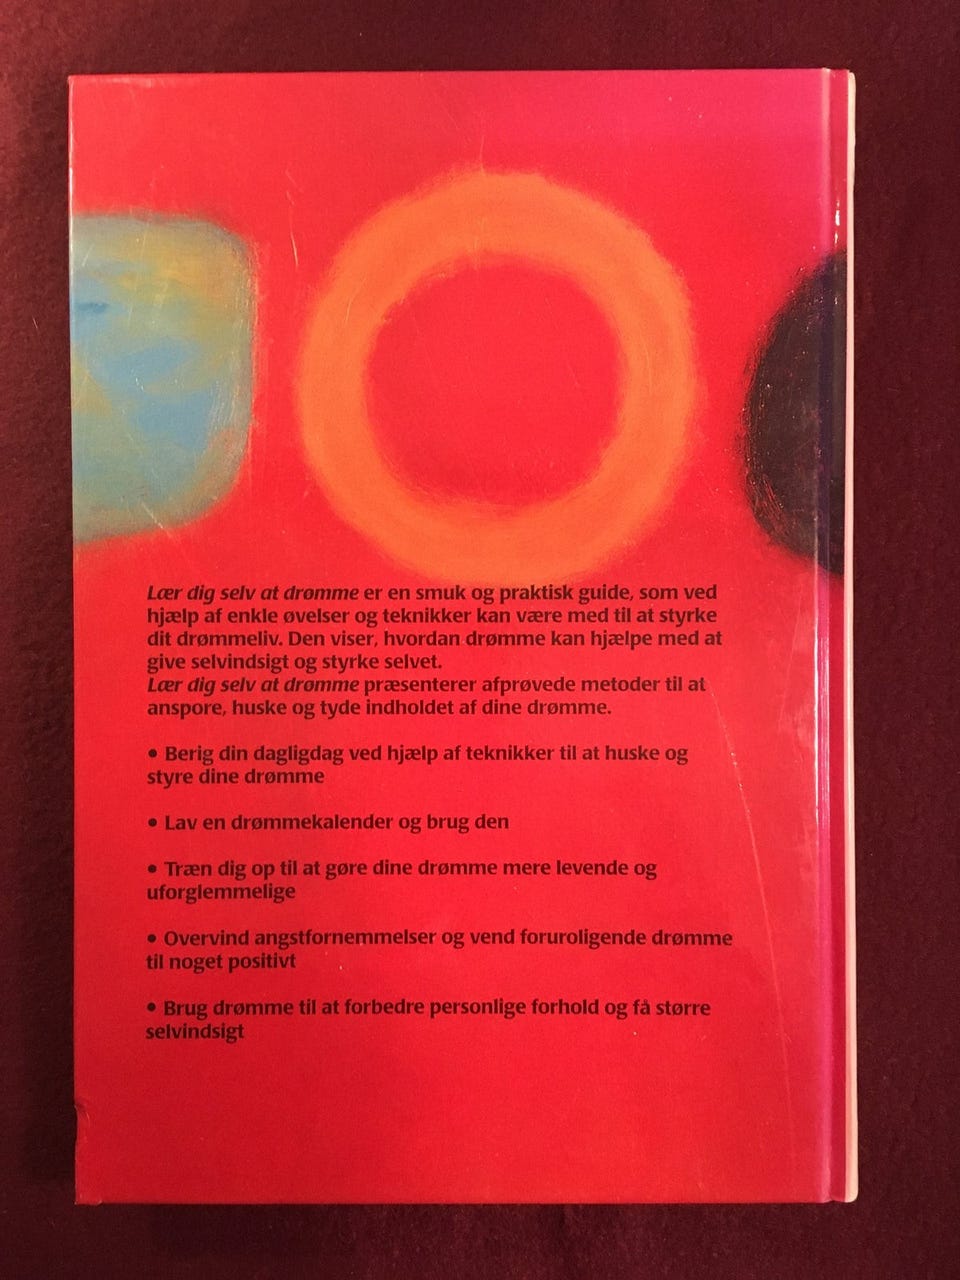 Lær dig selv at drømme er en smuk og praktisk guide, som ved
hjælp af enkle øvelser og teknikker kan være med til at styrke
dit drømmeliv. Den viser, hvordan drømme kan hjælpe med at
give selvindsigt og styrke selvet.
Lær dig selv at drømme præsenterer afprøvede metoder til at
anspore, huske og tyde indholdet af dine drømme.
• Berig din dagligdag ved hjælp af teknikker til at huske og
styre dine drømme
• Lav en drømmekalender og brug den
• Træn dig op til at gøre dine drømme mere levende og
uforglemmelige
• Overvind angstfornemmelser og vend foruroligende drømme
til noget positivt
• Brug drømme til at forbedre personlige forhold og få større
selvindsigt